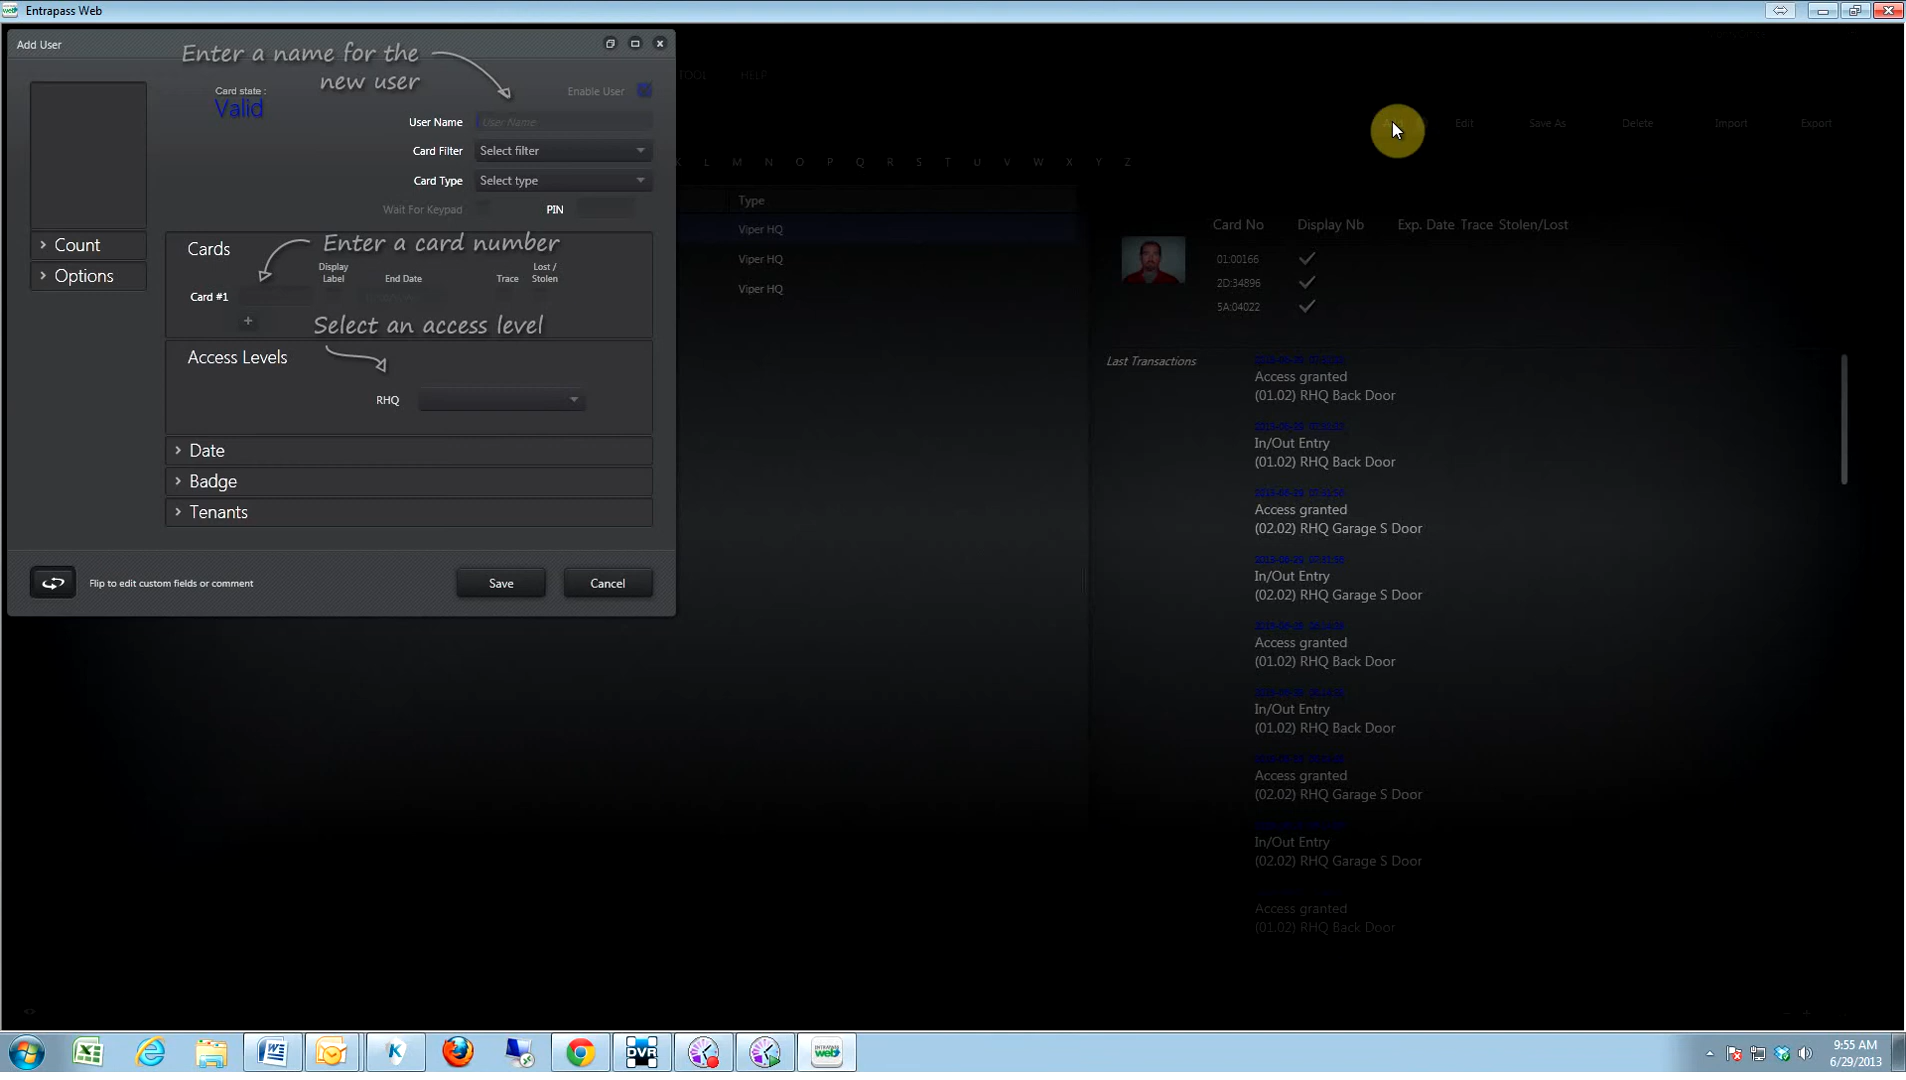 Entrapass Web
Add User
Enter a name for the
new user
Card state :
Valid
Enable User
User Name
User Name
Card Filter
Select filter
Card Type
Select type
Wait For Keypad
PIN
Count
Options
Cards
Enter a card number
Display
Label
End Date
Trace
Lost /
Stolen
Card #1
+
Select an access level
Access Levels
RHQ
Date
Badge
Tenants
Flip to edit custom fields or comment
Save
Cancel
TOOL
HELP
Edit
Save As
Delete
Import
Export
K L M N O P Q R S T U V W X Y Z
Type
Viper HQ
Viper HQ
Viper HQ
Card No Display Nb Exp. Date Trace Stolen/Lost
01:00166
2D:34896
5A:04022
Last Transactions
Access granted
(01.02) RHQ Back Door
In/Out Entry
(01.02) RHQ Back Door
Access granted
(02.02) RHQ Garage S Door
In/Out Entry
(02.02) RHQ Garage S Door
Access granted
(01.02) RHQ Back Door
In/Out Entry
(01.02) RHQ Back Door
Access granted
(02.02) RHQ Garage S Door
In/Out Entry
(02.02) RHQ Garage S Door
Access granted
(01.02) RHQ Back Door
DVR
ENTRAPASS
web
9:55 AM
6/29/2013